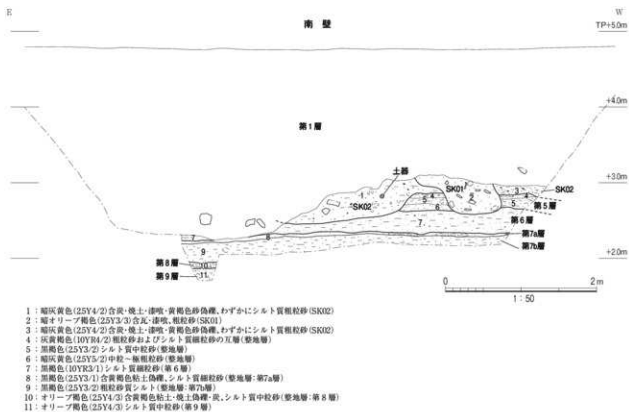 E
南壁
W
TP+5.0m
+4.0m
第1層
土器
+3.0m
1
SK02
4
5
6
SK01
2
3
4
5
SK02
第5層
第6層
7
第7a層
第7b層
7
8
9
第8層
10
第9層
11
+2.0m
0
2m
1:50
1：暗灰黄色(2.5Y4/2)含炭･焼土･漆喰･黄褐色砂偽礫、わずかにシルト質粗粒砂(SK02)
2：暗オリーブ褐色(2.5Y3/3)含瓦･漆喰、粗粒砂(SK01)
3：暗灰黄色(2.5Y4/2)含炭･焼土･漆喰･黄褐色砂偽礫、わずかにシルト質粗粒砂(SK02)
4：灰黄褐色(10YR4/2)粗粒砂およびシルト質細粒砂の互層(整地層)
5：黒褐色(2.5Y3/2)シルト質中粒砂(整地層)
6：暗灰黄色(2.5Y5/2)中粒～極粗粒砂(整地層)
7：黒褐色(10YR3/1)シルト質細粒砂(第6層)
8：黒褐色(2.5Y3/1)含黄褐色粘土偽礫、シルト質細粒砂(整地層:第7a層)
9：黒褐色(2.5Y3/2)粗粒砂質シルト(整地層:第7b層)
10：オリーブ褐色(2.5Y4/3)含黄褐色粘土･焼土偽礫･炭、シルト質中粒砂(整地層:第8層)
11：オリーブ褐色(2.5Y4/3)シルト質中粒砂(第9層)